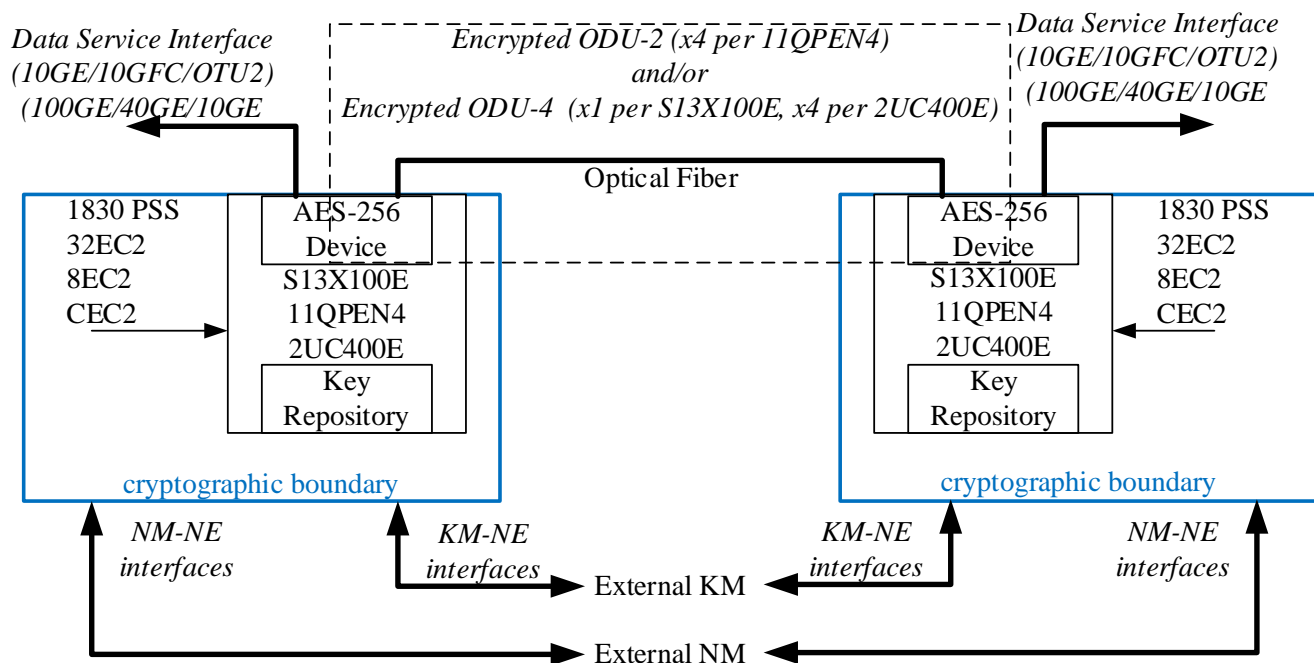 Data Service Interface
(10GE/10GFC/OTU2)
(100GE/40GE/10GE
Encrypted ODU-2 (x4 per 11QPEN4)
and/or
Encrypted ODU-4 (x1 per S13X100E, x4 per 2UC400E)
Data Service Interface
(10GE/10GFC/OTU2)
(100GE/40GE/10GE
Optical Fiber
1830 PSS
32EC2
8EC2
CEC2
AES-256
Device
S13X100E
11QPEN4
2UC400E
Key
Repository
cryptographic boundary
AES-256
Device
S13X100E
11QPEN4
2UC400E
Key
Repository
1830 PSS
32EC2
8EC2
CEC2
cryptographic boundary
NM-NE
interfaces
KM-NE
interfaces
KM-NE
interfaces
NM-NE
interfaces
External KM
External NM